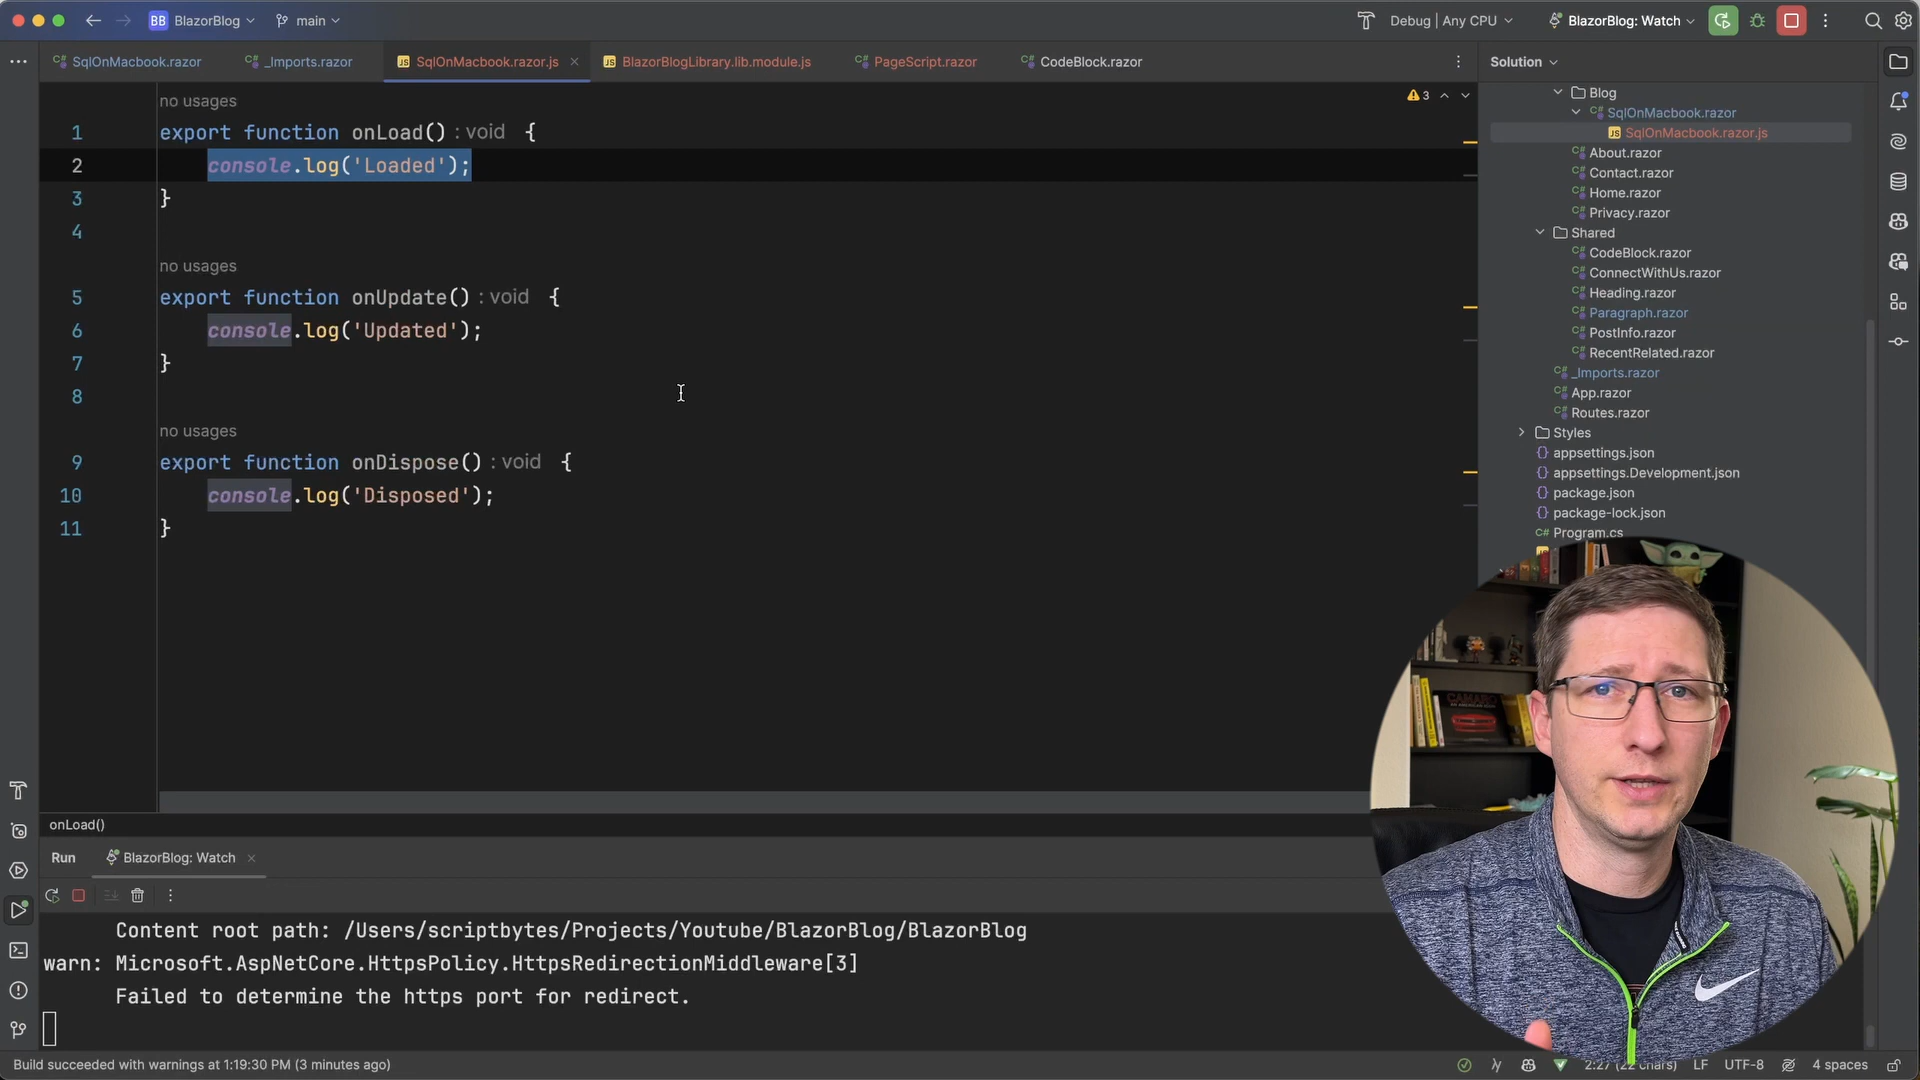 BB BlazorBlog main Debug | Any CPU BlazorBlog: Watch
SqlOnMacbook.razor _Imports.razor SqlOnMacbook.razor.js BlazorBlogLibrary.lib.module.js PageScript.razor CodeBlock.razor Solution
no usages
3
1 export function onLoad() : void {
2 console.log('Loaded');
3 }
4
no usages
5 export function onUpdate() : void {
6 console.log('Updated');
7 }
8
no usages
9 export function onDispose() : void {
10 console.log('Disposed');
11 }
Blog
SqlOnMacbook.razor
SqlOnMacbook.razor.js
About.razor
Contact.razor
Home.razor
Privacy.razor
Shared
CodeBlock.razor
ConnectWithUs.razor
Heading.razor
Paragraph.razor
PostInfo.razor
RecentRelated.razor
_Imports.razor
App.razor
Routes.razor
Styles
appsettings.json
appsettings.Development.json
package.json
package-lock.json
Program.cs
CAMARO
onLoad()
Run BlazorBlog: Watch
Content root path: /Users/scriptbytes/Projects/Youtube/BlazorBlog/BlazorBlog
warn: Microsoft.AspNetCore.HttpsPolicy.HttpsRedirectionMiddleware[3]
Failed to determine the https port for redirect.
Build succeeded with warnings at 1:19:30 PM (3 minutes ago)
2:27 (22 chars) LF UTF-8 4 spaces